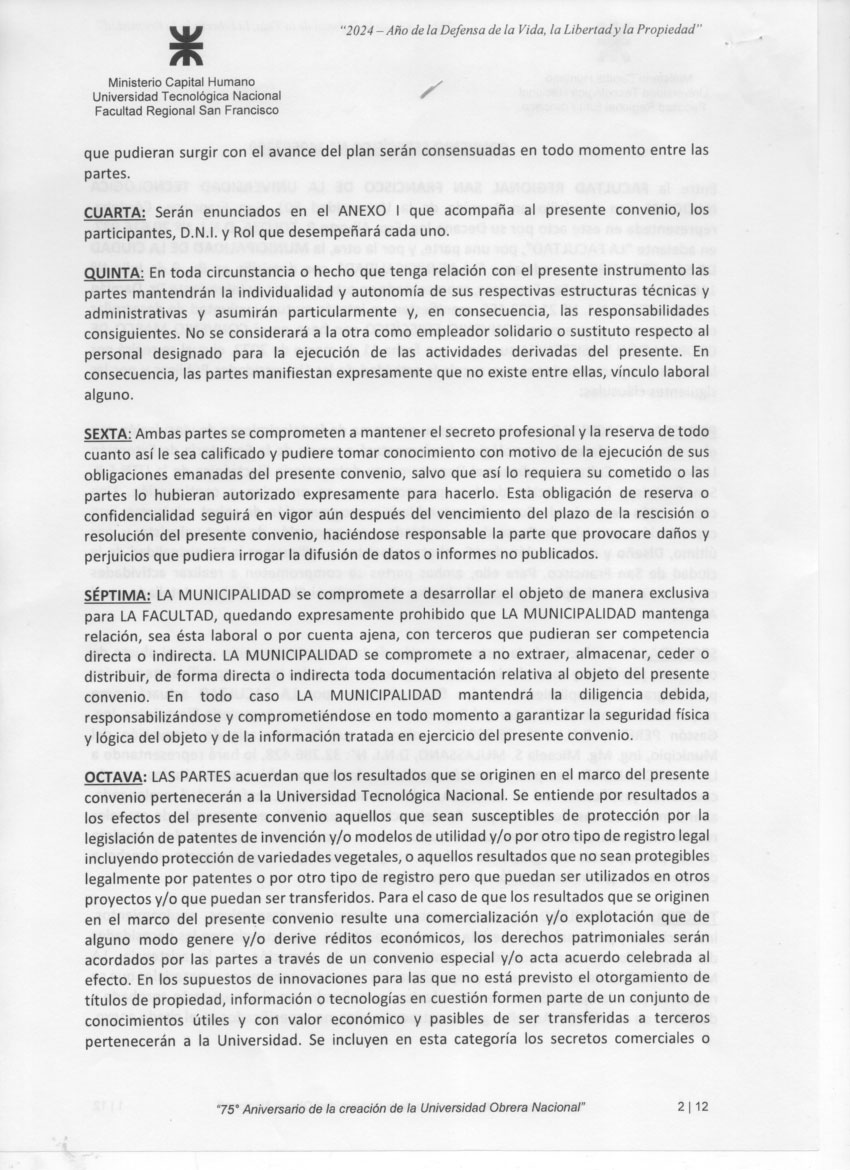 "2024 – Año de la Defensa de la Vida, la Libertad y la Propiedad"
Ministerio Capital Humano
Universidad Tecnológica Nacional
Facultad Regional San Francisco
que pudieran surgir con el avance del plan serán consensuadas en todo momento entre las
partes.
CUARTA: Serán enunciados en el ANEXO I que acompaña al presente convenio, los
participantes, D.N.I. y Rol que desempeñará cada uno.
QUINTA: En toda circunstancia o hecho que tenga relación con el presente instrumento las
partes mantendrán la individualidad y autonomía de sus respectivas estructuras técnicas y
administrativas y asumirán particularmente y, en consecuencia, las responsabilidades
consiguientes. No se considerará a la otra como empleador solidario o sustituto respecto al
personal designado para la ejecución de las actividades derivadas del presente. En
consecuencia, las partes manifiestan expresamente que no existe entre ellas, vínculo laboral
alguno.
SEXTA: Ambas partes se comprometen a mantener el secreto profesional y la reserva de todo
cuanto así le sea calificado y pudiere tomar conocimiento con motivo de la ejecución de sus
obligaciones emanadas del presente convenio, salvo que así lo requiera su cometido o las
partes lo hubieran autorizado expresamente para hacerlo. Esta obligación de reserva o
confidencialidad seguirá en vigor aún después del vencimiento del plazo de la rescisión o
resolución del presente convenio, haciéndose responsable la parte que provocare daños y
perjuicios que pudiera irrogar la difusión de datos o informes no publicados.
SÉPTIMA: LA MUNICIPALIDAD se compromete a desarrollar el objeto de manera exclusiva
para LA FACULTAD, quedando expresamente prohibido que LA MUNICIPALIDAD mantenga
relación, sea ésta laboral o por cuenta ajena, con terceros que pudieran ser competencia
directa o indirecta. LA MUNICIPALIDAD se compromete a no extraer, almacenar, ceder o
distribuir, de forma directa o indirecta toda documentación relativa al objeto del presente
convenio. En todo caso LA MUNICIPALIDAD mantendrá la diligencia debida,
responsabilizándose y comprometiéndose en todo momento a garantizar la seguridad física
y lógica del objeto y de la información tratada en ejercicio del presente convenio.
OCTAVA: LAS PARTES acuerdan que los resultados que se originen en el marco del presente
convenio pertenecerán a la Universidad Tecnológica Nacional. Se entiende por resultados a
los efectos del presente convenio aquellos que sean susceptibles de protección por la
legislación de patentes de invención y/o modelos de utilidad y/o por otro tipo de registro legal
incluyendo protección de variedades vegetales, o aquellos resultados que no sean protegibles
legalmente por patentes o por otro tipo de registro pero que puedan ser utilizados en otros
proyectos y/o que puedan ser transferidos. Para el caso de que los resultados que se originen
en el marco del presente convenio resulte una comercialización y/o explotación que de
alguno modo genere y/o derive réditos económicos, los derechos patrimoniales serán
acordados por las partes a través de un convenio especial y/o acta acuerdo celebrada al
efecto. En los supuestos de innovaciones para las que no está previsto el otorgamiento de
títulos de propiedad, información o tecnologías en cuestión formen parte de un conjunto de
conocimientos útiles y con valor económico y pasibles de ser transferidas a terceros
pertenecerán a la Universidad. Se incluyen en esta categoría los secretos comerciales o
"75° Aniversario de la creación de la Universidad Obrera Nacional" 2 | 12